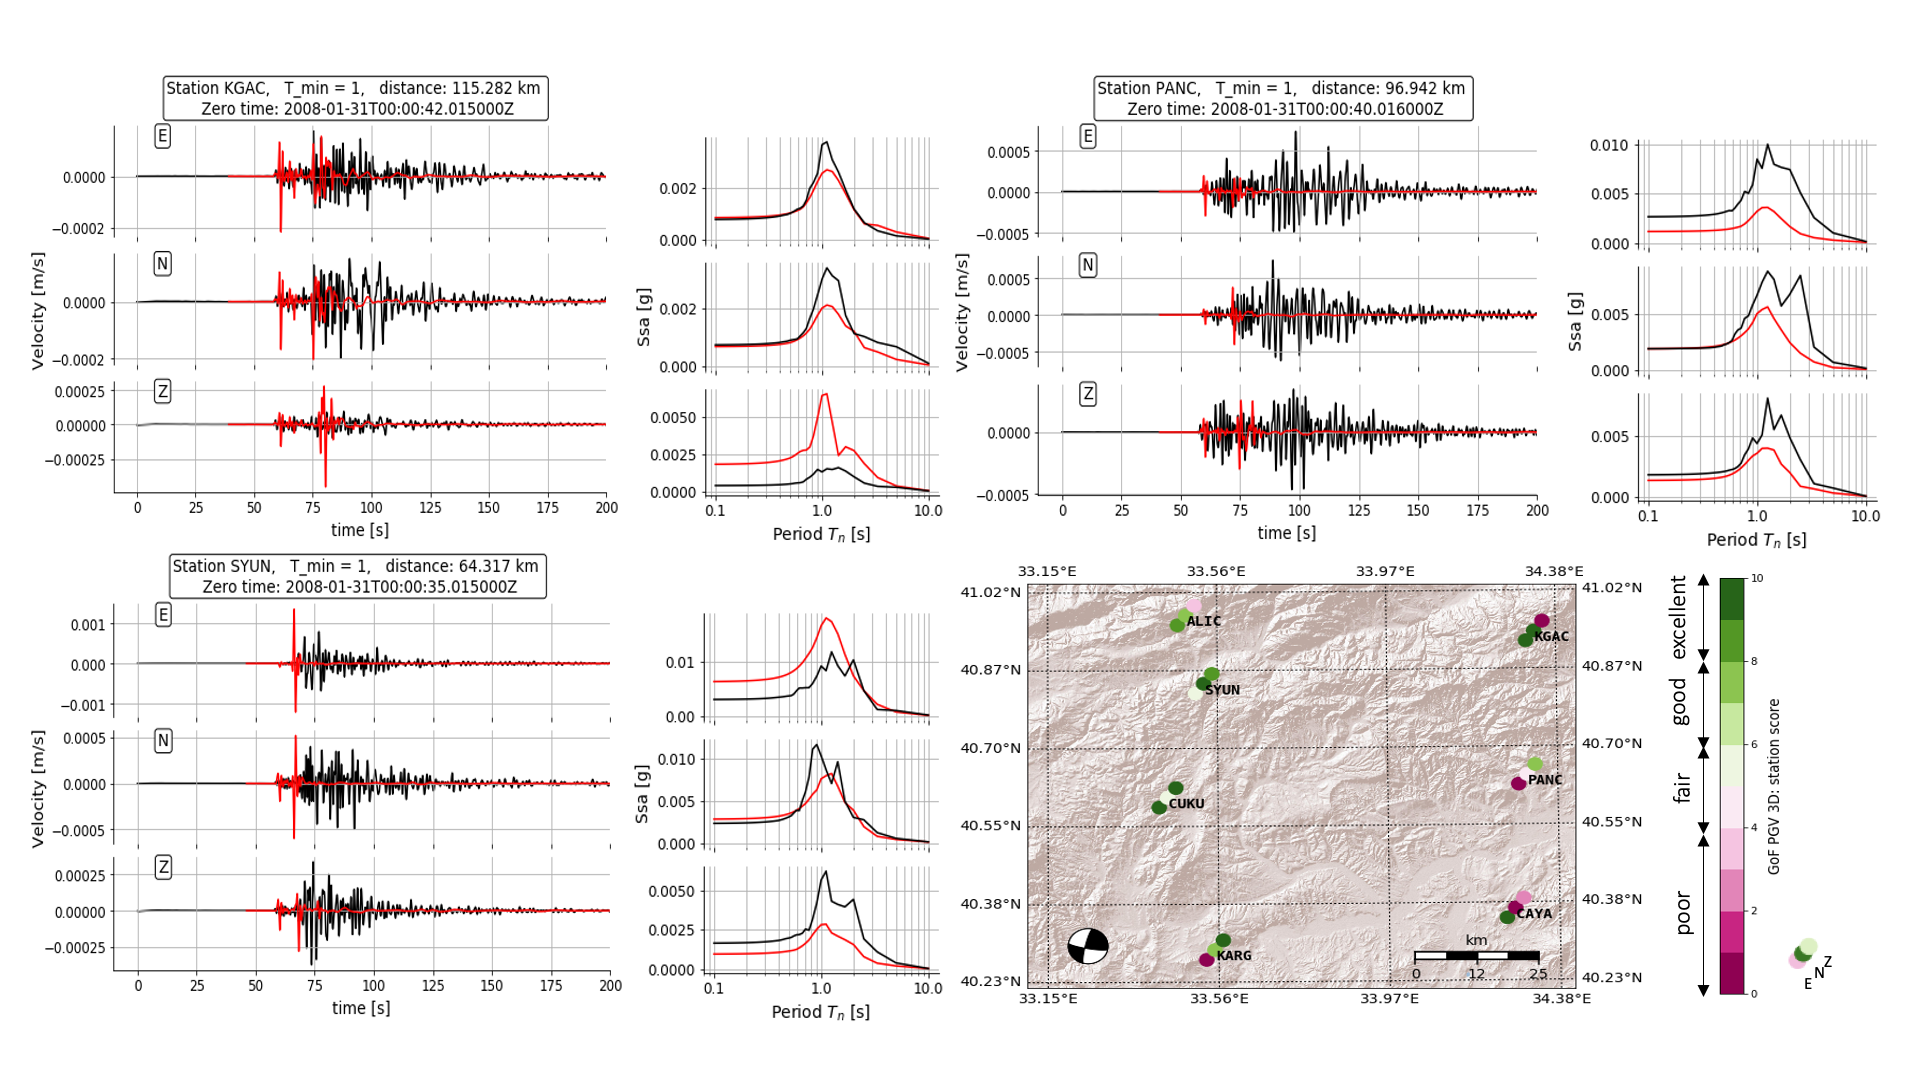 Station KGAC, T_min = 1, distance: 115.282 km
Zero time: 2008-01-31T00:00:42.015000Z
E
0.0000
−0.0002
N
0.0000
−0.0002
Z
0.00025
0.00000
−0.00025
Velocity [m/s]
0 25 50 75 100 125 150 175 200
time [s]
0.002
0.000
0.002
0.000
0.0050
0.0025
0.0000
Ssa [g]
0.1 1.0 10.0
Period Tn [s]
Station PANC, T_min = 1, distance: 96.942 km
Zero time: 2008-01-31T00:00:40.016000Z
E
0.0005
0.0000
−0.0005
N
0.0005
0.0000
−0.0005
Z
0.0000
−0.0005
Velocity [m/s]
0 25 50 75 100 125 150 175 200
time [s]
0.010
0.005
0.000
0.005
0.000
0.005
0.000
Ssa [g]
0.1 1.0 10.0
Period Tn [s]
Station SYUN, T_min = 1, distance: 64.317 km
Zero time: 2008-01-31T00:00:35.015000Z
E
0.001
0.000
−0.001
N
0.0005
0.0000
−0.0005
Z
0.00025
0.00000
−0.00025
Velocity [m/s]
0 25 50 75 100 125 150 175 200
time [s]
0.01
0.00
0.010
0.005
0.000
0.0050
0.0025
0.0000
Ssa [g]
0.1 1.0 10.0
Period Tn [s]
33.15°E 33.56°E 33.97°E 34.38°E
41.02°N 41.02°N
ALIC
KGAC
40.87°N 40.87°N
SYUN
40.70°N 40.70°N
PANC
CUKU
40.55°N 40.55°N
40.38°N 40.38°N
CAYA
KARG
km
0 12 25
40.23°N 40.23°N
33.15°E 33.56°E 33.97°E 34.38°E
excellent
good
fair
poor
10
8
6
4
2
0
GoF PGV 3D: station score
Z
N
E